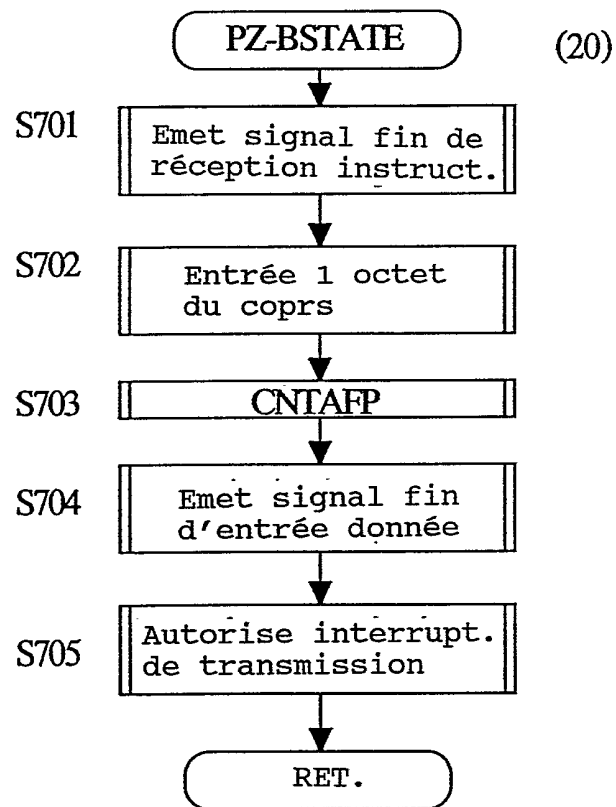 PZ-BSTATE (20)
S701
Emet signal fin de
réception instruct.
S702
Entrée 1 octet
du coprs
S703 CNTAFP
S704
Emet signal fin
d'entrée donnée
S705
Autorise interrupt.
de transmission
RET.